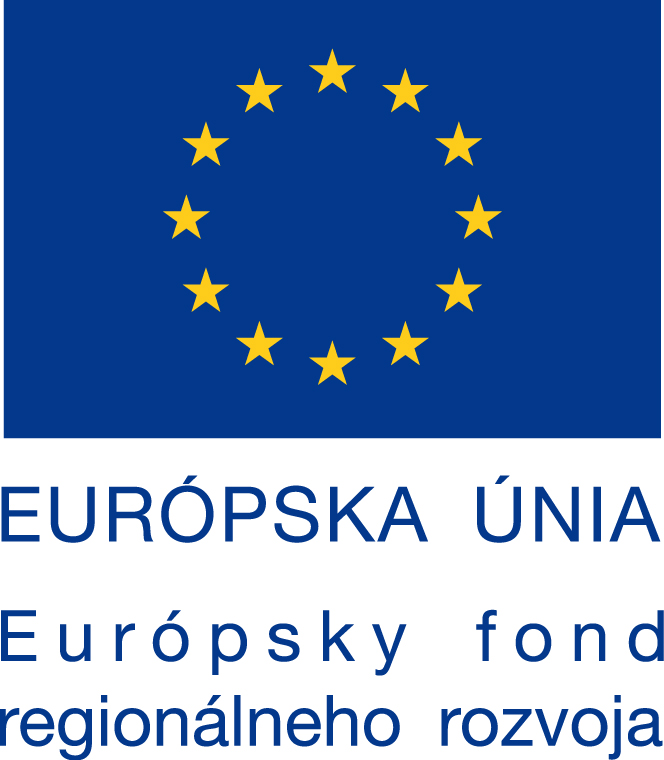 EURÓPSKA ÚNIA
Európsky fond
regionálneho rozvoja